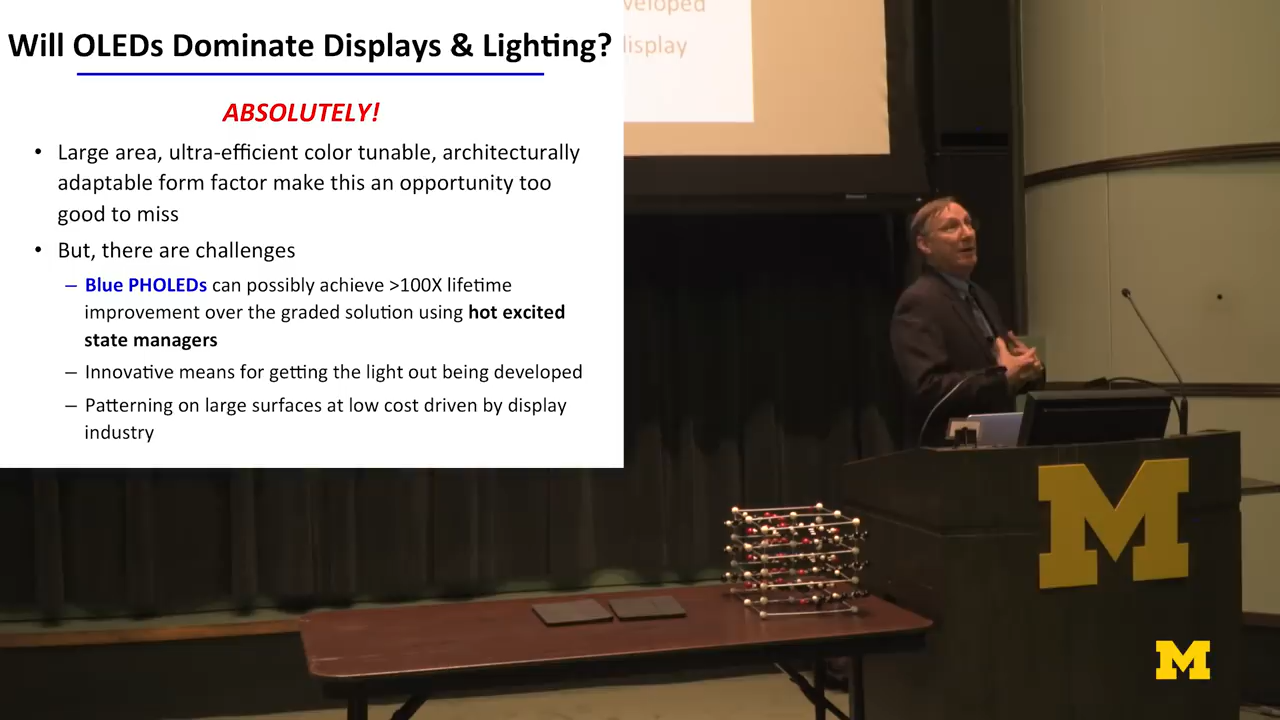 Will OLEDs Dominate Displays & Lighting?
ABSOLUTELY!
• Large area, ultra-efficient color tunable, architecturally
adaptable form factor make this an opportunity too
good to miss
• But, there are challenges
– Blue PHOLEDs can possibly achieve >100X lifetime
improvement over the graded solution using hot excited
state managers
– Innovative means for getting the light out being developed
– Patterning on large surfaces at low cost driven by display
industry
veloped
display
M
M